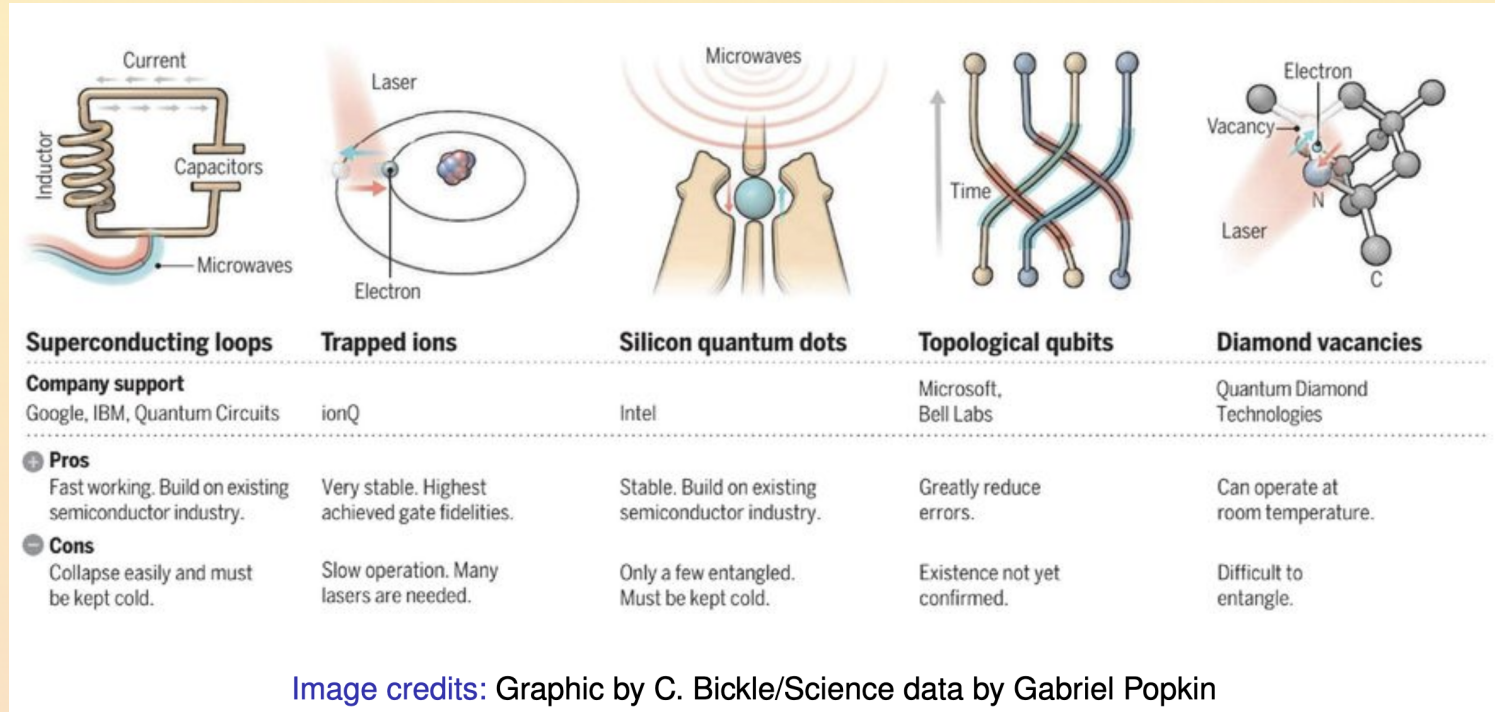 Current
Inductor
Capacitors
Microwaves
Laser
Electron
Microwaves
Time
Electron
Vacancy
N
Laser
C
Superconducting loops
Trapped ions
Silicon quantum dots
Topological qubits
Diamond vacancies
Company support
Google, IBM, Quantum Circuits
ionQ
Intel
Microsoft,
Bell Labs
Quantum Diamond
Technologies
+ Pros
Fast working. Build on existing
semiconductor industry.
Very stable. Highest
achieved gate fidelities.
Stable. Build on existing
semiconductor industry.
Greatly reduce
errors.
Can operate at
room temperature.
− Cons
Collapse easily and must
be kept cold.
Slow operation. Many
lasers are needed.
Only a few entangled.
Must be kept cold.
Existence not yet
confirmed.
Difficult to
entangle.
Image credits: Graphic by C. Bickle/Science data by Gabriel Popkin